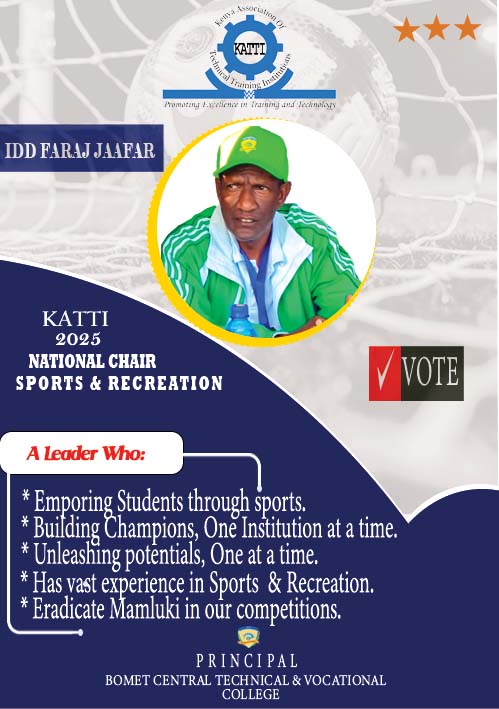 Kenya Association Of
KATTI
Technical Training Institutions
Promoting Excellence in Training and Technology
IDD FARAJ JAAFAR
KATTI
2025
NATIONAL CHAIR
SPORTS & RECREATION
VOTE
A Leader Who:
* Emporing Students through sports.
* Building Champions, One Institution at a time.
* Unleashing potentials, One at a time.
* Has vast experience in Sports & Recreation.
* Eradicate Mamluki in our competitions.
PRINCIPAL
BOMET CENTRAL TECHNICAL & VOCATIONAL
COLLEGE